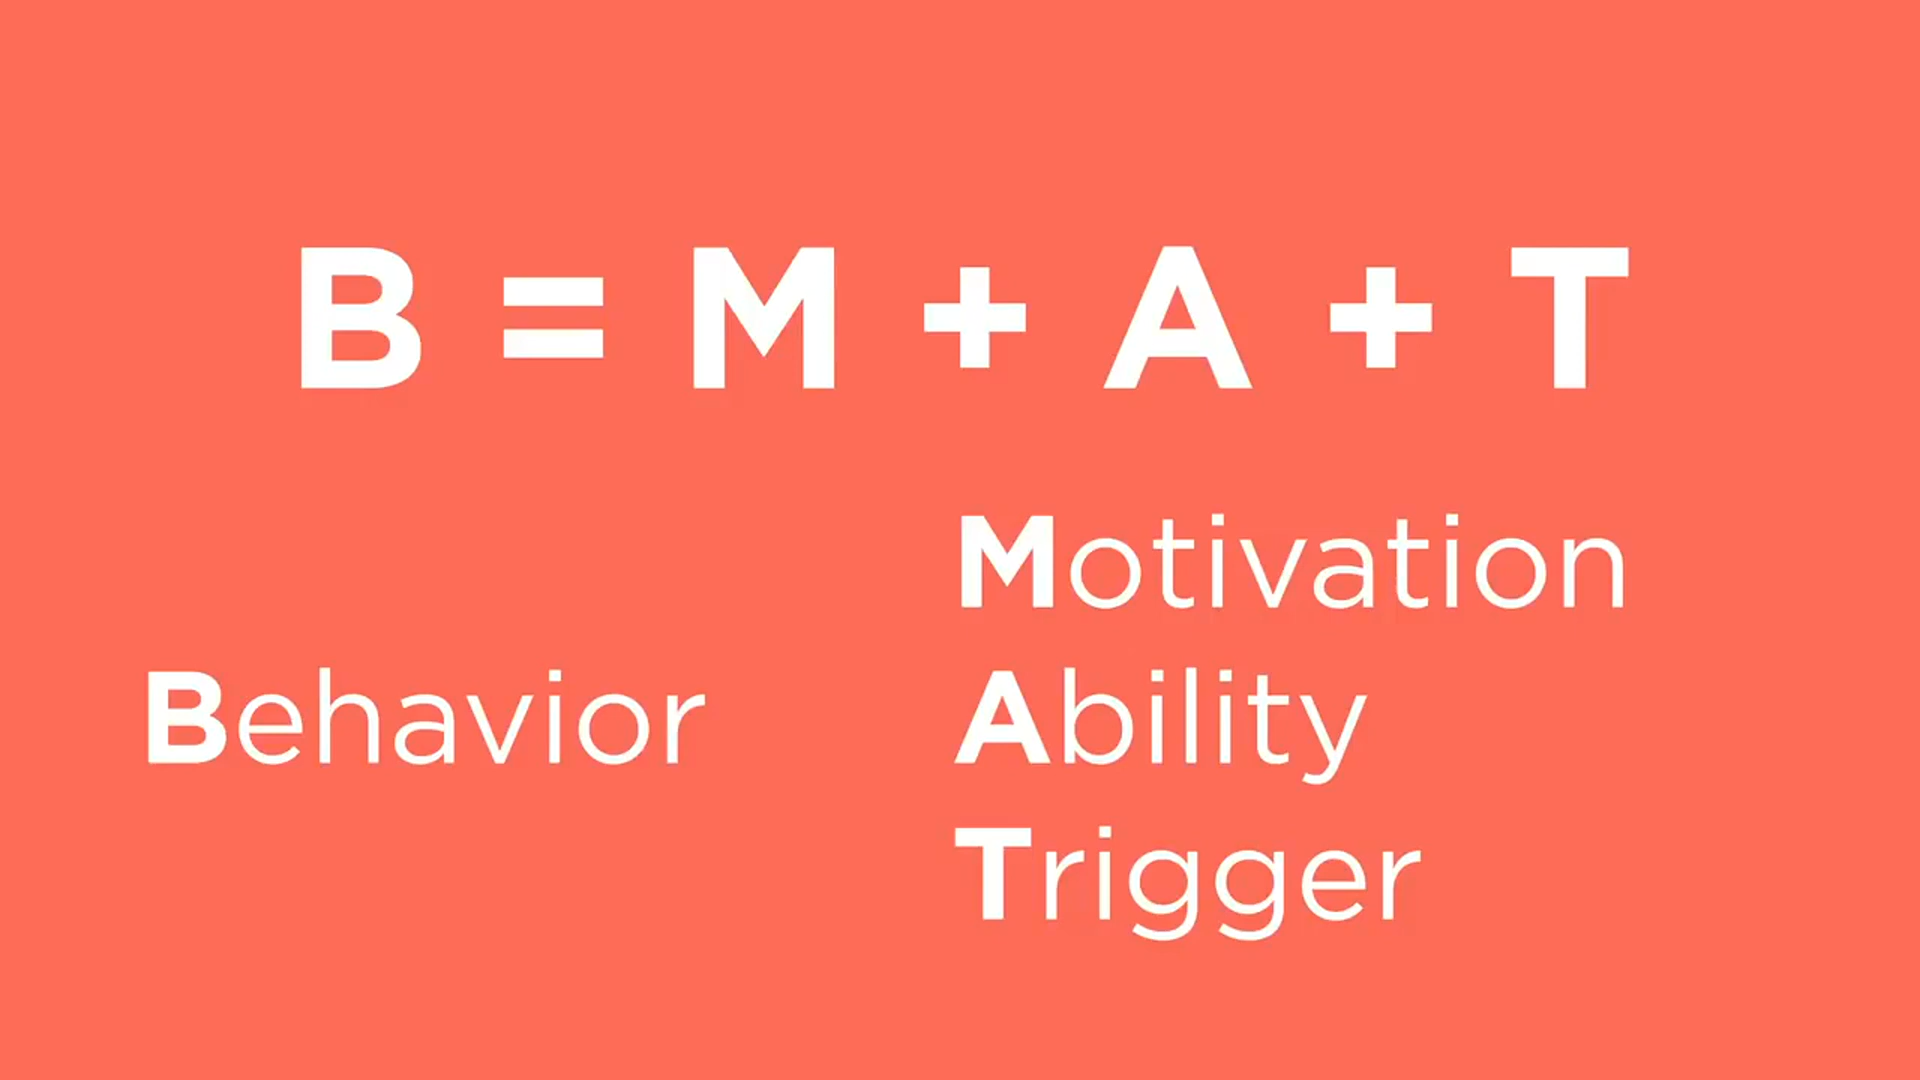 B = M + A + T
Behavior
Motivation
Ability
Trigger